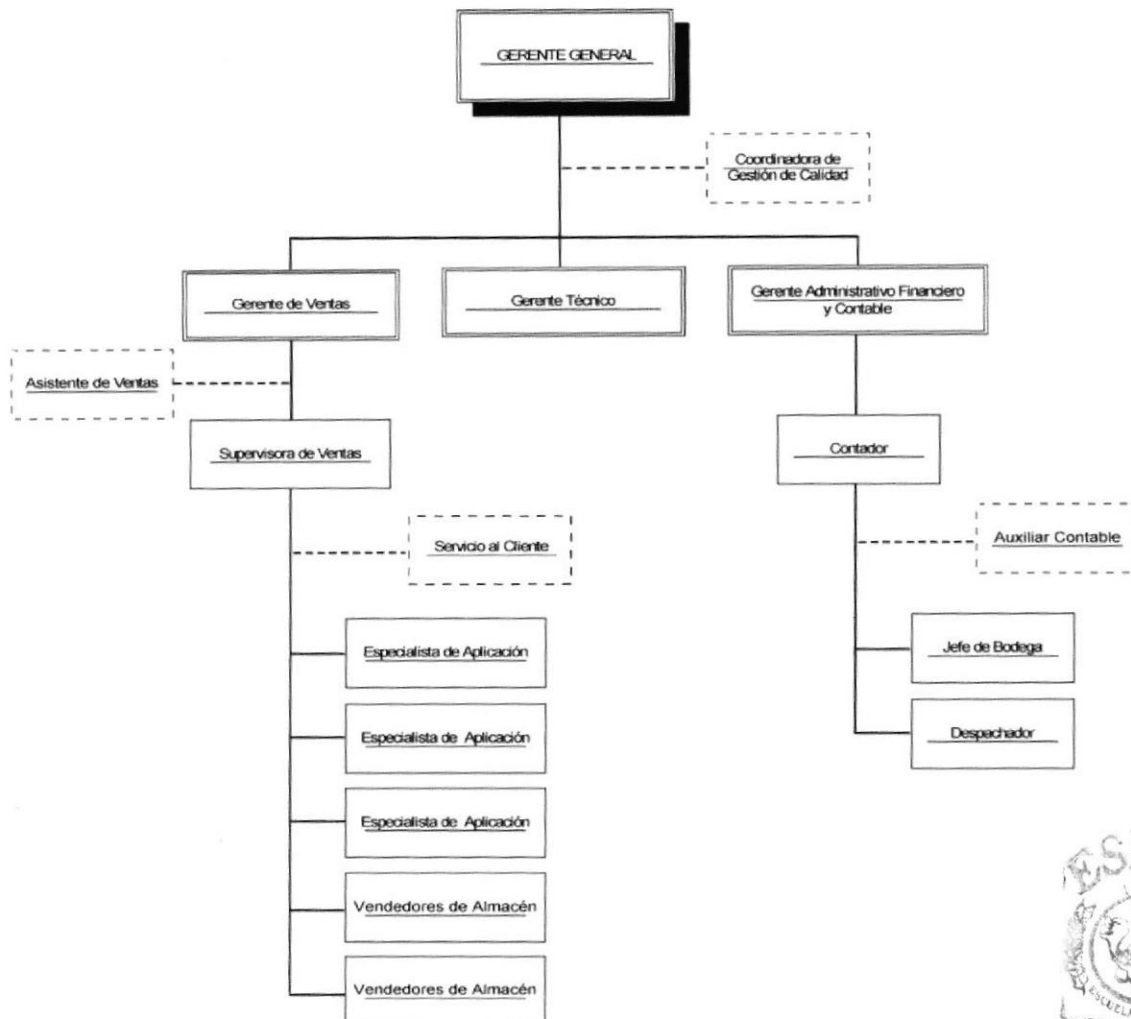 GERENTE GENERAL
Coordinadora de
Gestión de Calidad
Gerente de Ventas
Gerente Técnico
Gerente Administrativo Financiero
y Contable
Asistente de Ventas
Supervisora de Ventas
Contador
Servicio al Cliente
Auxiliar Contable
Especialista de Aplicación
Jefe de Bodega
Especialista de Aplicación
Despachador
Especialista de Aplicación
Vendedores de Almacén
Vendedores de Almacén